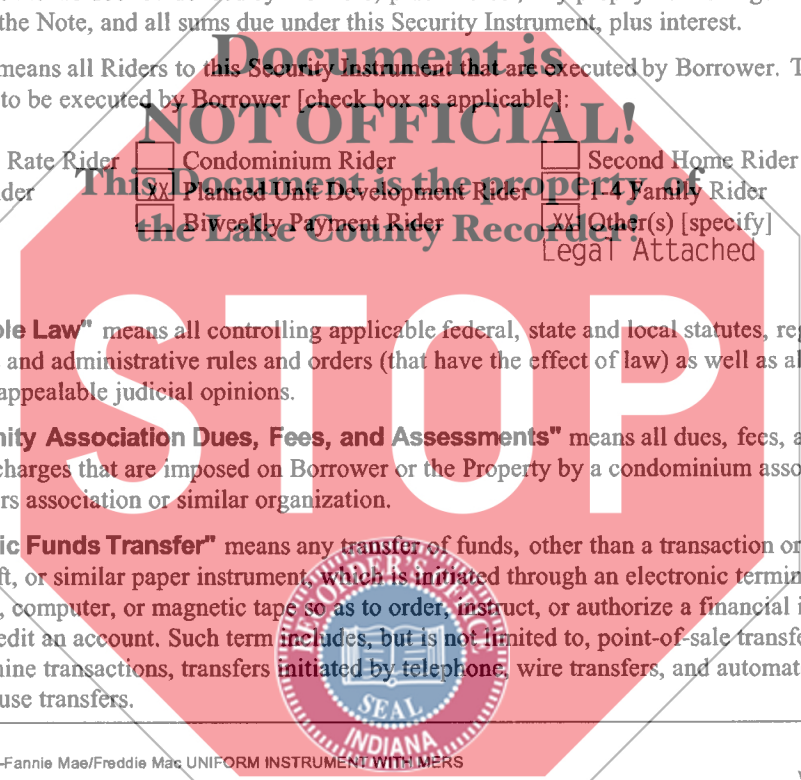 the Note, and all sums due under this Security Instrument, plus interest.
means all Riders to this Security Instrument that are executed by Borrower. T
to be executed by Borrower [check box as applicable]:
Document is
NOT OFFICIAL!
This Document is the property of
the Lake County Recorder!
Rate Rider Condominium Rider Second Home Rider
der XX Planned Unit Development Rider 1-4 Family Rider
Biweekly Payment Rider XX Other(s) [specify]
Legal Attached
STOP
ble Law" means all controlling applicable federal, state and local statutes, reg
and administrative rules and orders (that have the effect of law) as well as al
appealable judicial opinions.
nity Association Dues, Fees, and Assessments" means all dues, fees, a
charges that are imposed on Borrower or the Property by a condominium asso
rs association or similar organization.
ic Funds Transfer" means any transfer of funds, other than a transaction or
ft, or similar paper instrument, which is initiated through an electronic termin
, computer, or magnetic tape so as to order, instruct, or authorize a financial i
edit an account. Such term includes, but is not limited to, point-of-sale transfe
nine transactions, transfers initiated by telephone, wire transfers, and automat
use transfers.
RECORDER'S OFFICE
SEAL
INDIANA
-Fannie Mae/Freddie Mac UNIFORM INSTRUMENT WITH MERS